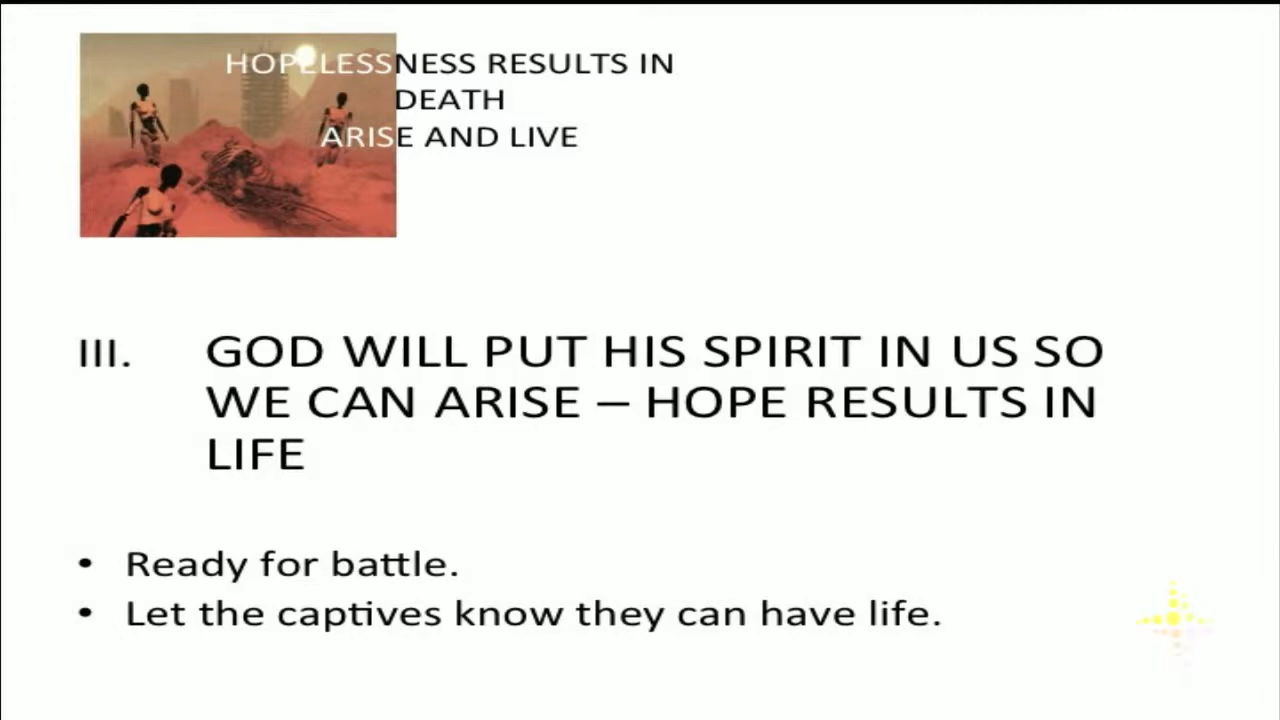 HOPELESSNESS RESULTS IN
DEATH
ARISE AND LIVE
III. GOD WILL PUT HIS SPIRIT IN US SO
WE CAN ARISE – HOPE RESULTS IN
LIFE
• Ready for battle.
• Let the captives know they can have life.